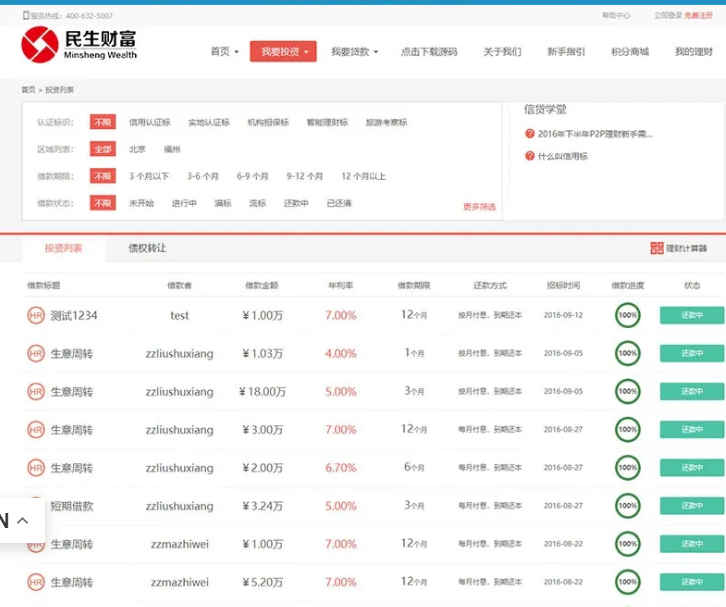 服务热线: 400-632-5007
帮助中心 立即登录 免费注册
民生财富
Minsheng Wealth
首页 我要投资 我要贷款 点击下载源码 关于我们 新手指引 积分商城 我的理财
首页 > 投资列表
认证标识: 不限 信用认证标 实地认证标 机构担保标 智能理财标 旅游考察标
区域列表: 全部 北京 福州
借款期限: 不限 3 个月以下 3-6 个月 6-9 个月 9-12 个月 12 个月以上
借款状态: 不限 未开始 进行中 满标 流标 还款中 已还清
更多筛选
信贷学堂
2016年下半年P2P理财新手需...
什么叫信用标
投资列表 债权转让 理财计算器
借款标题 借款者 借款金额 年利率 借款期限 还款方式 招标时间 借款进度 状态
HR 测试1234 test ¥1.00万 7.00% 12个月 按月付息、到期还本 2016-09-12 100% 还款中
HR 生意周转 zzliushuxiang ¥1.03万 4.00% 1个月 按月付息、到期还本 2016-09-05 100% 还款中
HR 生意周转 zzliushuxiang ¥18.00万 5.00% 3个月 按月付息、到期还本 2016-09-05 100% 还款中
HR 生意周转 zzliushuxiang ¥3.00万 7.00% 12个月 每月付息、到期还本 2016-08-27 100% 还款中
HR 生意周转 zzliushuxiang ¥2.00万 6.70% 6个月 每月付息、到期还本 2016-08-27 100% 还款中
N 短期借款 zzliushuxiang ¥3.24万 5.00% 3个月 每月付息、到期还本 2016-08-27 100% 还款中
HR 生意周转 zzmazhiwei ¥1.00万 7.00% 12个月 每月付息、到期还本 2016-08-22 100% 还款中
HR 生意周转 zzmazhiwei ¥5.20万 7.00% 12个月 每月付息、到期还本 2016-08-22 100% 还款中